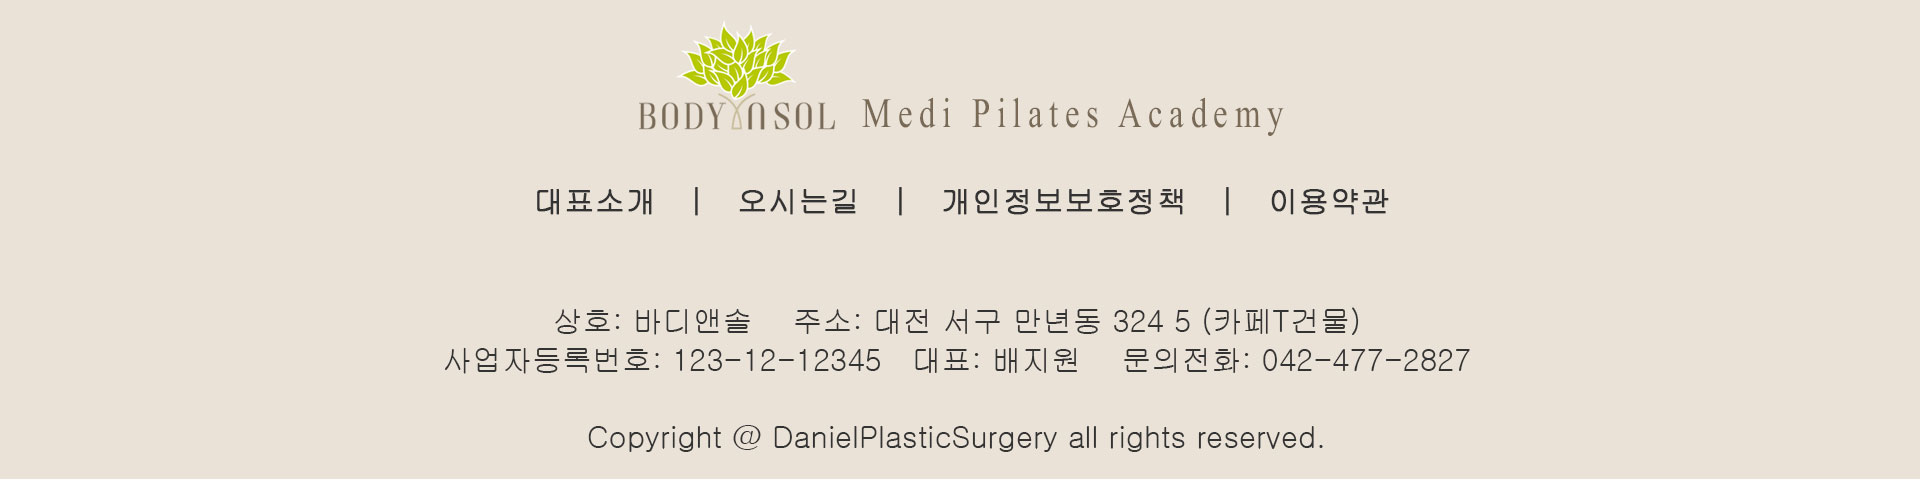 BODY N SOL Medi Pilates Academy
대표소개 | 오시는길 | 개인정보보호정책 | 이용약관
상호: 바디앤솔 주소: 대전 서구 만년동 324 5 (카페T건물)
사업자등록번호: 123-12-12345 대표: 배지원 문의전화: 042-477-2827
Copyright @ DanielPlasticSurgery all rights reserved.